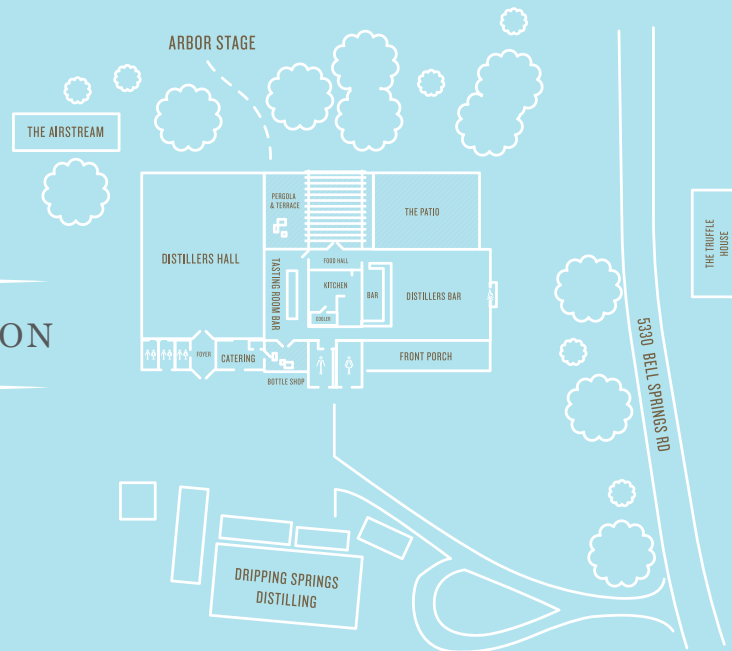 ARBOR STAGE
THE AIRSTREAM
PERGOLA
& TERRACE
THE PATIO
THE TRUFFLE
HOUSE
DISTILLERS HALL
TASTING ROOM BAR
FOOD HALL
KITCHEN
BAR
DISTILLERS BAR
COOLER
ON
FOYER
CATERING
FRONT PORCH
BOTTLE SHOP
5330 BELL SPRINGS RD
DRIPPING SPRINGS
DISTILLING